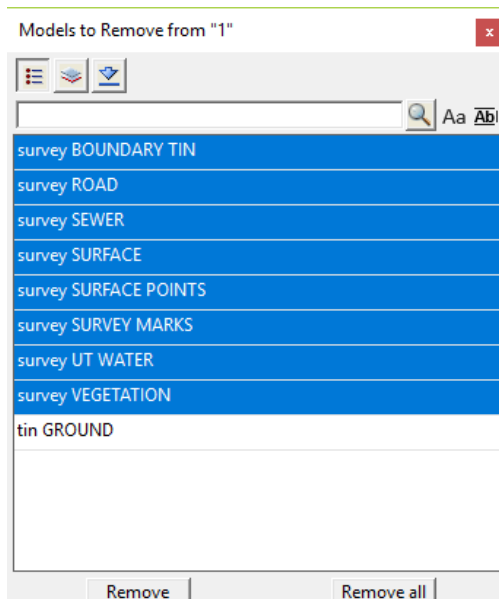 Models to Remove from "1"
x
Aa Ab
survey BOUNDARY TIN
survey ROAD
survey SEWER
survey SURFACE
survey SURFACE POINTS
survey SURVEY MARKS
survey UT WATER
survey VEGETATION
tin GROUND
Remove Remove all